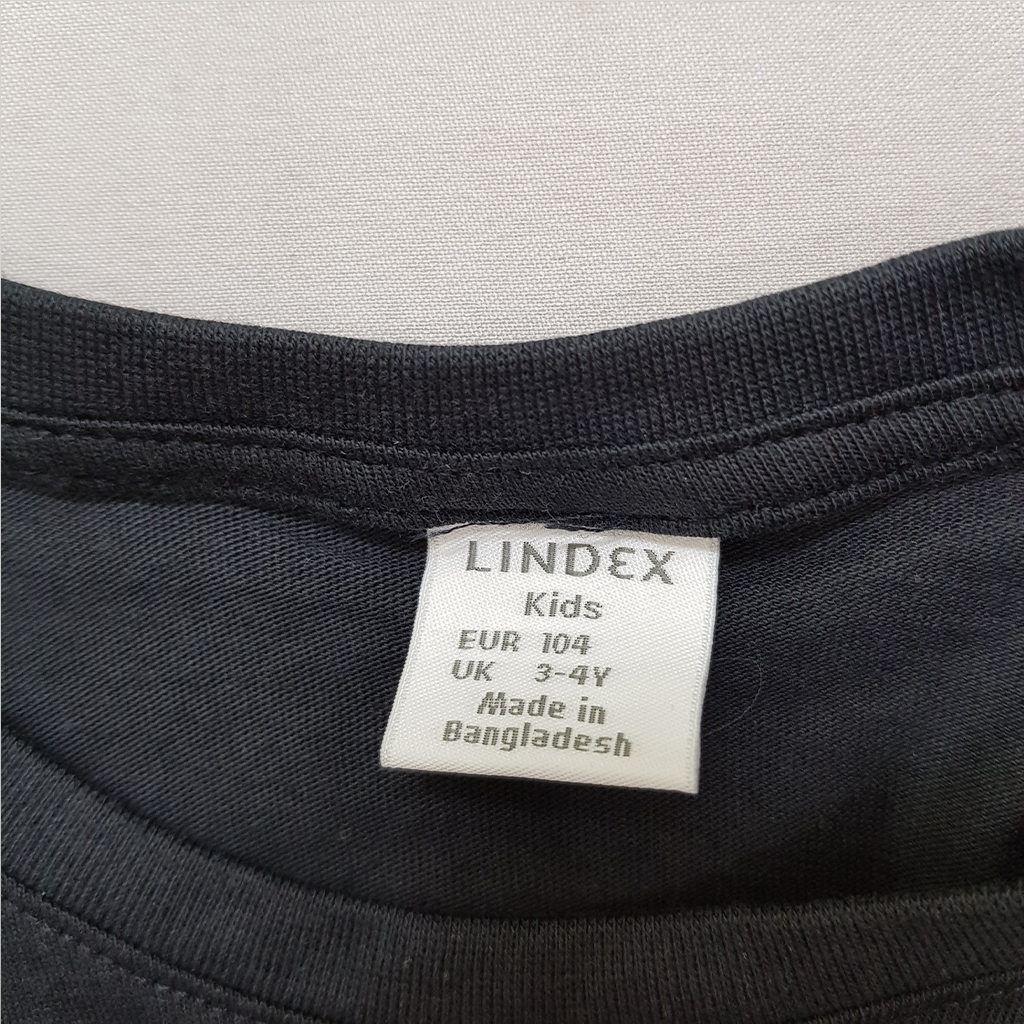 LINDEX
Kids
EUR 104
UK 3-4Y
Made in
Bangladesh